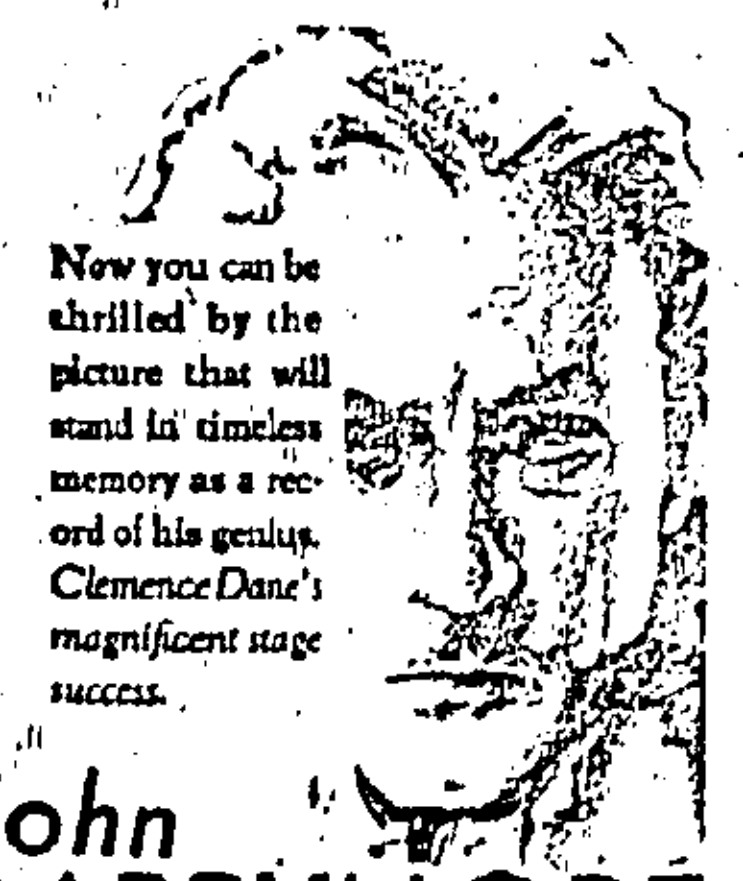 Now you can be
thrilled by the
picture that will
stand in timeless
memory as a rec-
ord of his genius.
Clemence Dane's
magnificent stage
success.
ohn